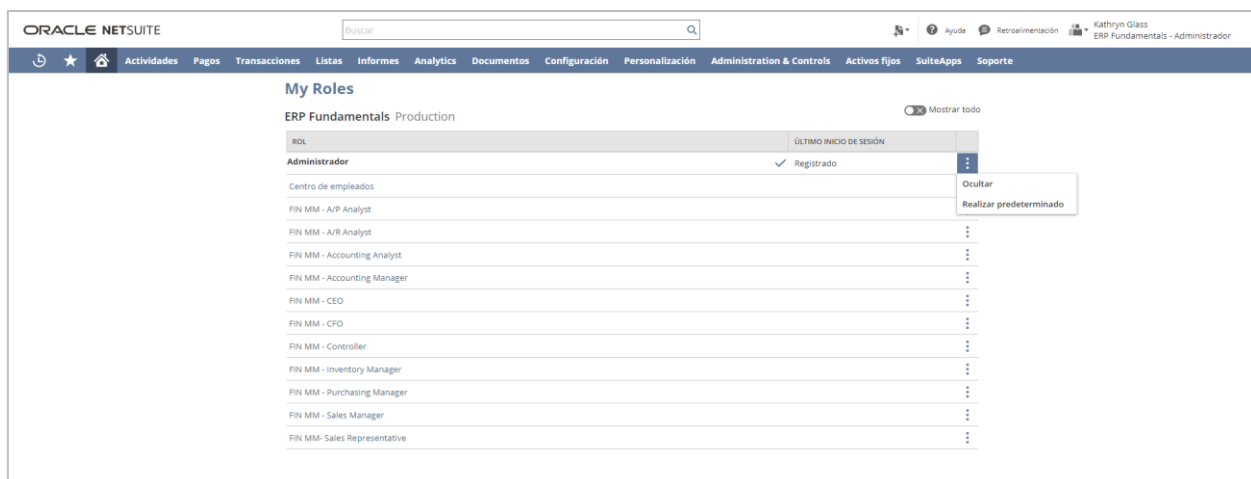 ORACLE NETSUITE
Buscar
Ayuda
Retroalimentación
Kathryn Glass
ERP Fundamentals - Administrador
Actividades Pagos Transacciones Listas Informes Analytics Documentos Configuración Personalización Administration & Controls Activos fijos SuiteApps Soporte
My Roles
ERP Fundamentals Production
Mostrar todo
ROL ÚLTIMO INICIO DE SESIÓN
Administrador Registrado
Ocultar
Realizar predeterminado
Centro de empleados
FIN MM - A/P Analyst
FIN MM - A/R Analyst
FIN MM - Accounting Analyst
FIN MM - Accounting Manager
FIN MM - CEO
FIN MM - CFO
FIN MM - Controller
FIN MM - Inventory Manager
FIN MM - Purchasing Manager
FIN MM - Sales Manager
FIN MM- Sales Representative